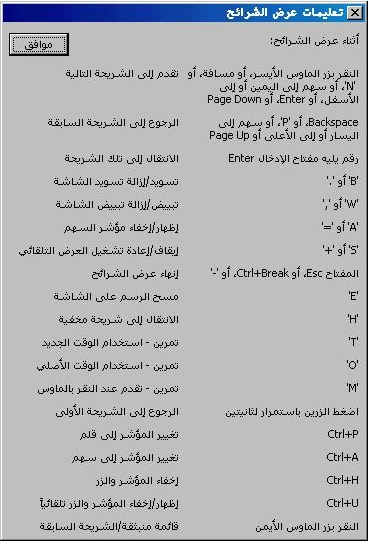 تعليمات عرض الشرائح
أثناء عرض الشرائح:
موافق
النقر بزر الماوس الأيسر، أو مسافة، أو تقدم إلى الشريحة التالية
'N'، أو سهم إلى اليمين أو إلى
الأسفل، أو Enter، أو Page Down
Backspace، أو 'P'، أو سهم إلى الرجوع إلى الشريحة السابقة
اليسار أو إلى الأعلى أو Page Up
رقم يليه مفتاح الإدخال Enter الانتقال إلى تلك الشريحة
'B' أو '.' تسويد/إزالة تسويد الشاشة
'W' أو ',' تبييض/إزالة تبييض الشاشة
'A' أو '=' إظهار/إخفاء مؤشر السهم
'S' أو '+' إيقاف/إعادة تشغيل العرض التلقائي
المفتاح Esc، أو Ctrl+Break، أو '-' إنهاء عرض الشرائح
'E' مسح الرسم على الشاشة
'H' الانتقال إلى شريحة مخفية
'T' تمرين - استخدام الوقت الجديد
'O' تمرين - استخدام الوقت الأصلي
'M' تمرين - تقدم عند النقر بالماوس
اضغط الزرين باستمرار لثانيتين الرجوع إلى الشريحة الأولى
Ctrl+P تغيير المؤشر إلى قلم
Ctrl+A تغيير المؤشر إلى سهم
Ctrl+H إخفاء المؤشر والزر
Ctrl+U إظهار/إخفاء المؤشر والزر تلقائياً
النقر بزر الماوس الأيمن قائمة منبثقة/الشريحة السابقة